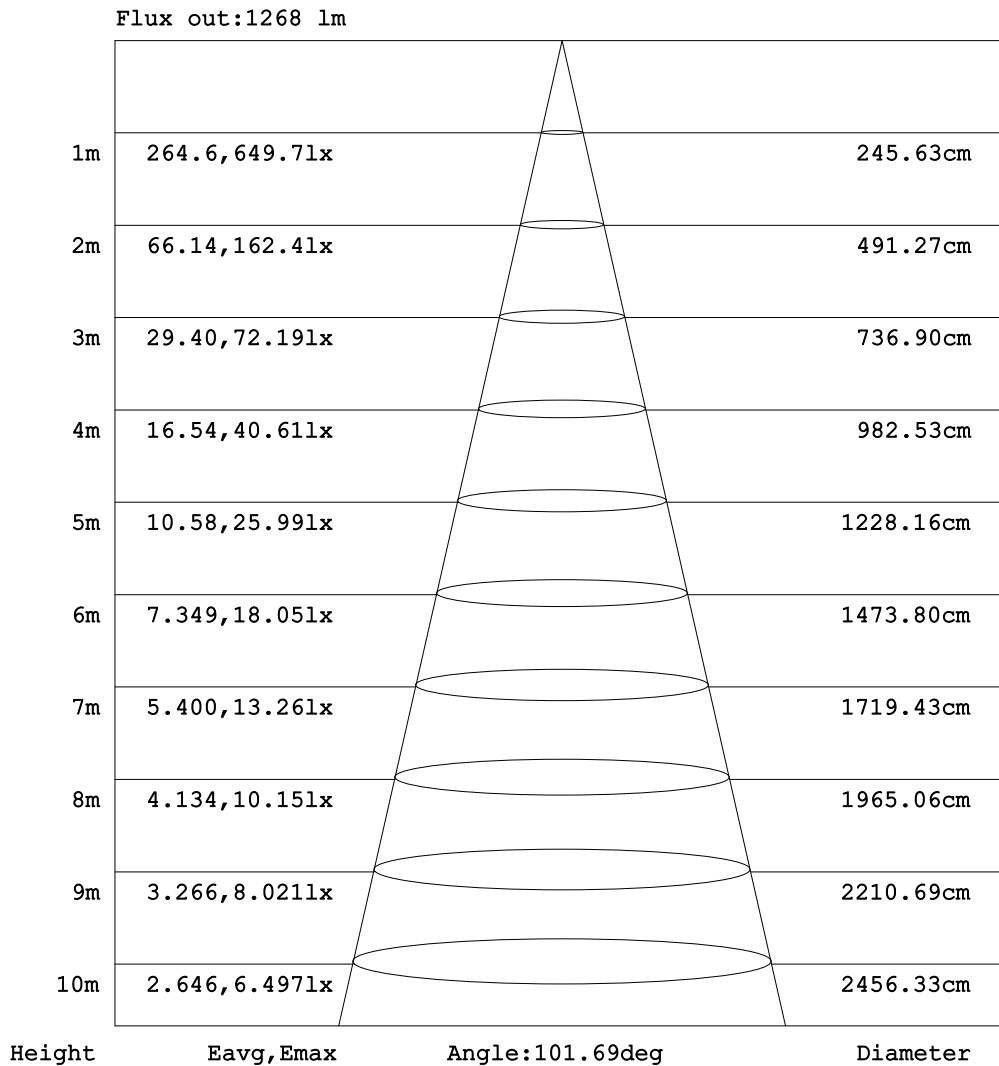 Flux out:1268 lm
1m 264.6,649.7lx 245.63cm
2m 66.14,162.4lx 491.27cm
3m 29.40,72.19lx 736.90cm
4m 16.54,40.61lx 982.53cm
5m 10.58,25.99lx 1228.16cm
6m 7.349,18.05lx 1473.80cm
7m 5.400,13.26lx 1719.43cm
8m 4.134,10.15lx 1965.06cm
9m 3.266,8.021lx 2210.69cm
10m 2.646,6.497lx 2456.33cm
Height Eavg,Emax Angle:101.69deg Diameter